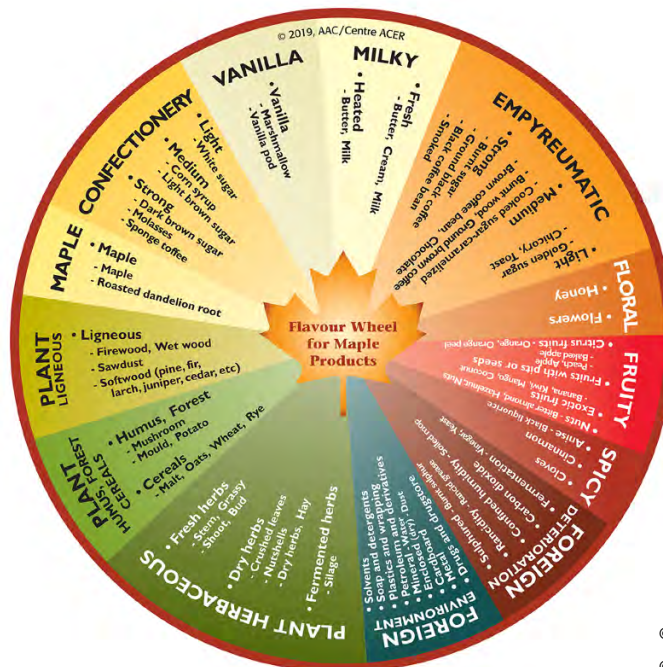 © 2019, AAC/Centre ACER
Flavour Wheel
for Maple
Products
VANILLA
• Vanilla
- Marshmallow
- Vanilla pod
MILKY
• Fresh
- Butter, Cream, Milk
• Heated
- Butter, Milk
EMPYREUMATIC
• Strong
- Burns sugar
- Ground black coffee
- Black coffee bean
- Smoked
• Medium
- Cooked sugar/caramelized
- Burnt wood, Ground brown coffee
- Brown coffee bean, Chocolate
• Light
- Golden sugar
- Chicory, Toast
FLORAL
• Honey
• Flowers
FRUITY
• Citrus fruits - Orange, Orange peel
- Baked apple
- Peach, Apple
• Fruits with pits or seeds
- Banana, Kiwi, Mango, Coconut
• Exotic fruits
• Nuts - Bitter almond, Hazelnut, Nuts
SPICY
• Anise - Black liquorice
• Cinnamon
• Cloves
FOREIGN
DETERIORATION
• Fermentation - Vinegar, Yeast
• Carbon dioxide
• Confined humidity - Soiled mop
• Rancidity - Rancid grease
• Sulphured - Burnt sulphur
FOREIGN
ENVIRONMENT
• Drugs and drugstore
• Metal
• Cardboard
• Enclosed
• Mineral - (dry)
• Petroleum and derivatives
• Plastics and wrapping
• Soap and detergents
• Solvents
PLANT HERBACEOUS
• Fresh herbs
- Stem, Grassy
- Shoot, Bud
• Dry herbs
- Crushed leaves
- Nutshells
- Dry herbs, Hay
• Fermented herbs
- Silage
PLANT
HUMUS, FOREST
CEREALS
• Humus, Forest
- Mushroom
- Mould, Potato
• Cereals
- Malt, Oats, Wheat, Rye
PLANT
LIGNEOUS
• Ligneous
- Firewood, Wet wood
- Sawdust
- Softwood (pine, fir,
larch, juniper, cedar, etc)
MAPLE
• Maple
- Maple
- Roasted dandelion root
CONFECTIONERY
• Light
- White sugar
• Medium
- Corn syrup
- Light brown sugar
• Strong
- Dark brown sugar
- Molasses
- Sponge toffee